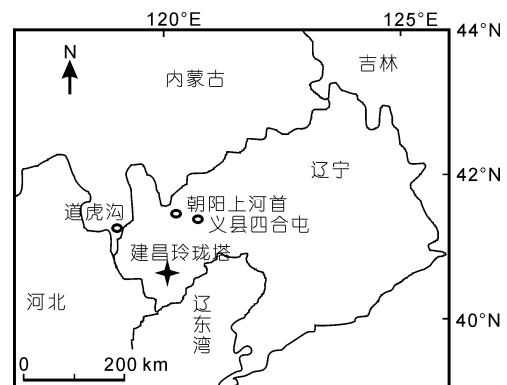 120°E
125°E
44°N
N
吉林
内蒙古
42°N
辽宁
朝阳上河首
道虎沟
义县四合屯
建昌玲珑塔
河北
辽东湾
40°N
0
200 km